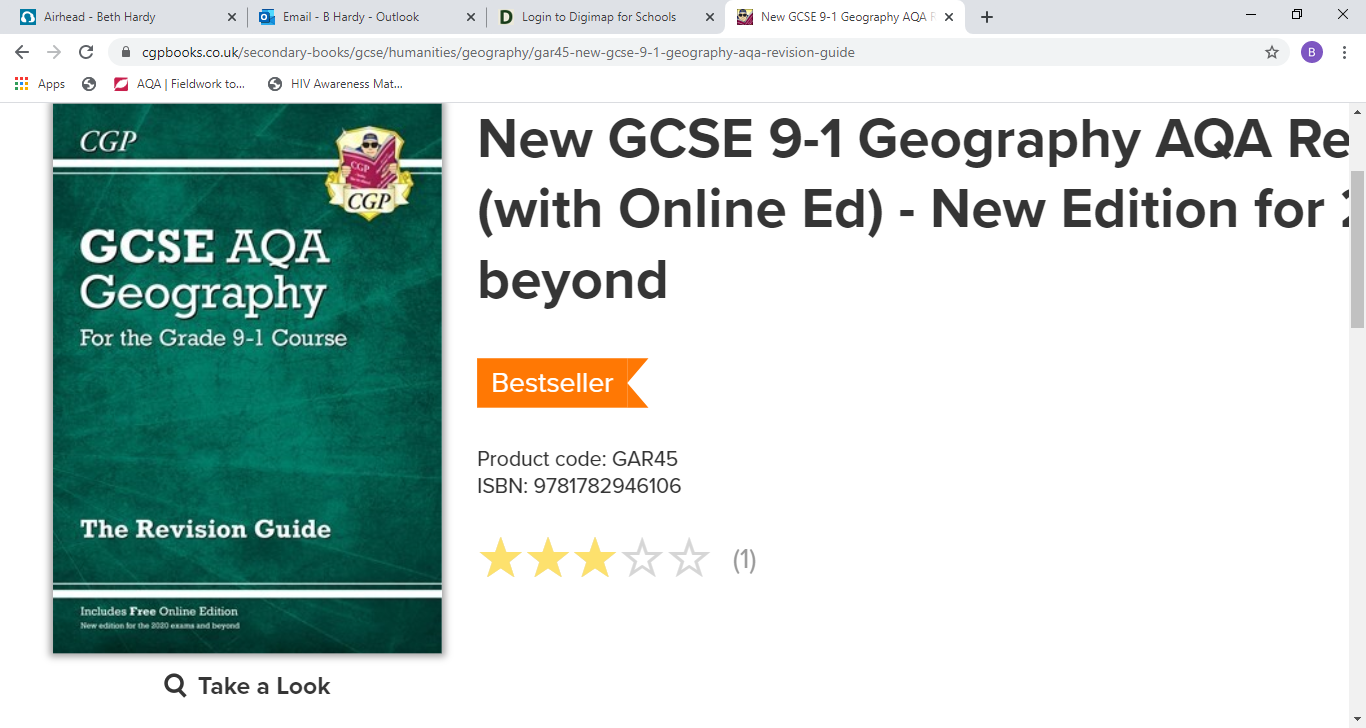 Airhead - Beth Hardy
Email - B Hardy - Outlook
Login to Digimap for Schools
New GCSE 9-1 Geography AQA R
cgpbooks.co.uk/secondary-books/gcse/humanities/geography/gar45-new-gcse-9-1-geography-aqa-revision-guide
B
Apps
AQA | Fieldwork to...
HIV Awareness Mat...
CGP
CGP
CGP
GCSE AQA
Geography
For the Grade 9-1 Course
The Revision Guide
Includes Free Online Edition
New edition for the 2020 exams and beyond
Take a Look
New GCSE 9-1 Geography AQA Re
(with Online Ed) - New Edition for 2
beyond
Bestseller
Product code: GAR45
ISBN: 9781782946106
(1)